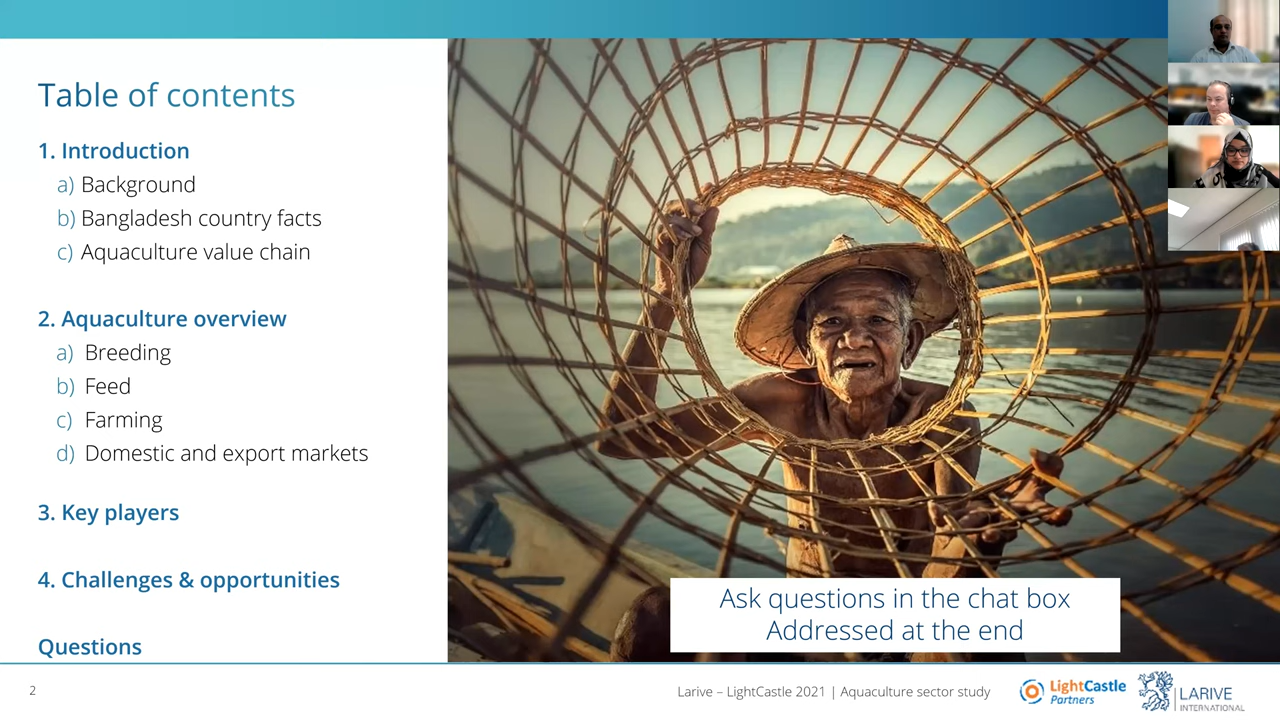 Table of contents
1. Introduction
a) Background
b) Bangladesh country facts
c) Aquaculture value chain
2. Aquaculture overview
a) Breeding
b) Feed
c) Farming
d) Domestic and export markets
3. Key players
4. Challenges & opportunities
Questions
Ask questions in the chat box
Addressed at the end
2
Larive – LightCastle 2021 | Aquaculture sector study
LightCastle
Partners
LARIVE
INTERNATIONAL